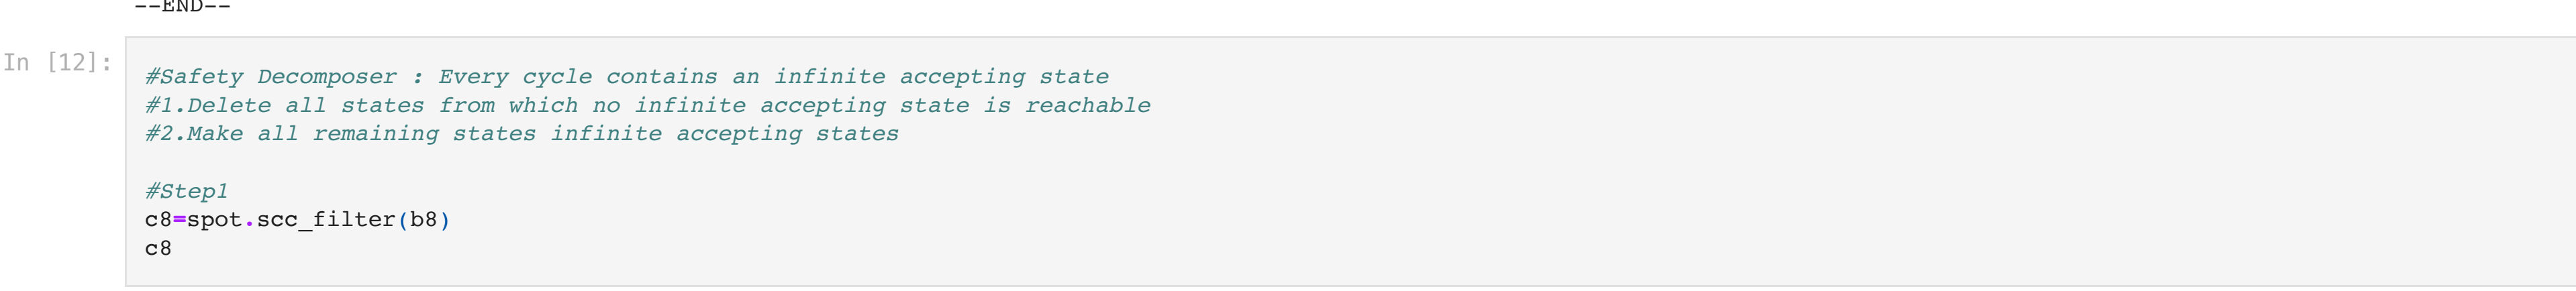 --END--
In [12]:
#Safety Decomposer : Every cycle contains an infinite accepting state
#1.Delete all states from which no infinite accepting state is reachable
#2.Make all remaining states infinite accepting states
#Step1
c8=spot.scc_filter(b8)
c8